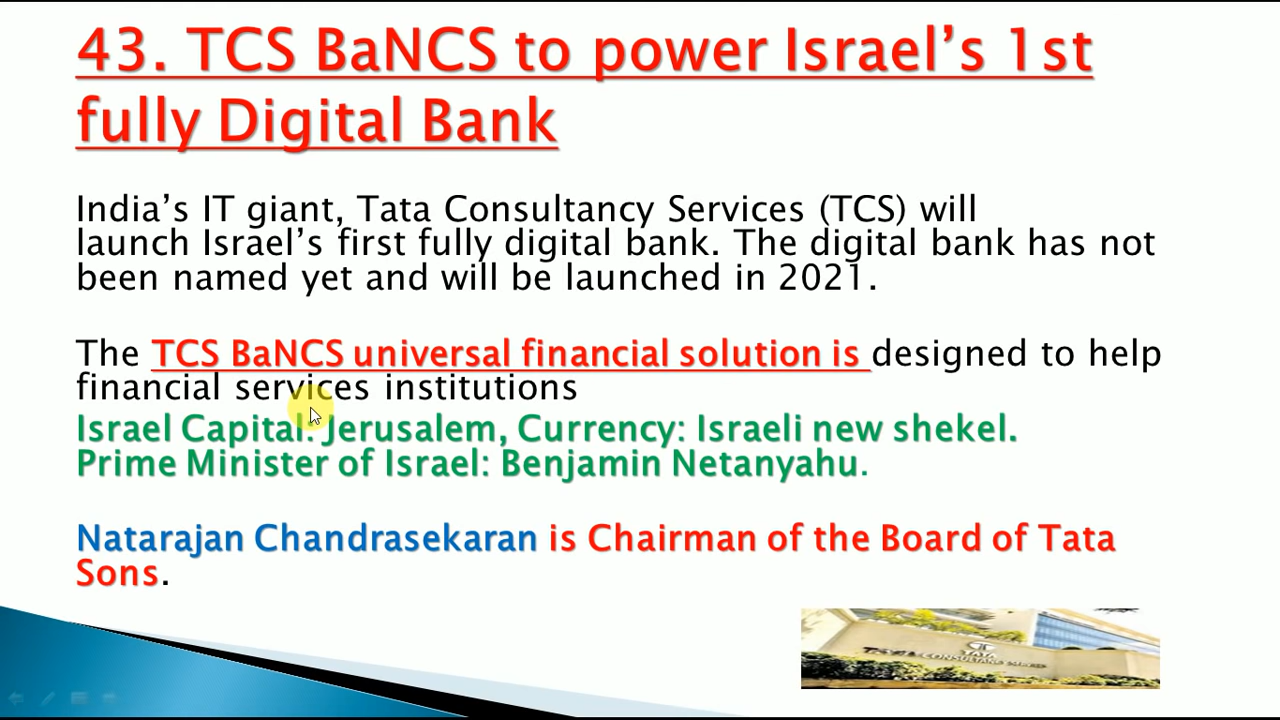 43. TCS BaNCS to power Israel’s 1st
fully Digital Bank
India’s IT giant, Tata Consultancy Services (TCS) will
launch Israel’s first fully digital bank. The digital bank has not
been named yet and will be launched in 2021.
The TCS BaNCS universal financial solution is designed to help
financial services institutions
Israel Capital: Jerusalem, Currency: Israeli new shekel.
Prime Minister of Israel: Benjamin Netanyahu.
Natarajan Chandrasekaran is Chairman of the Board of Tata
Sons.
TATA